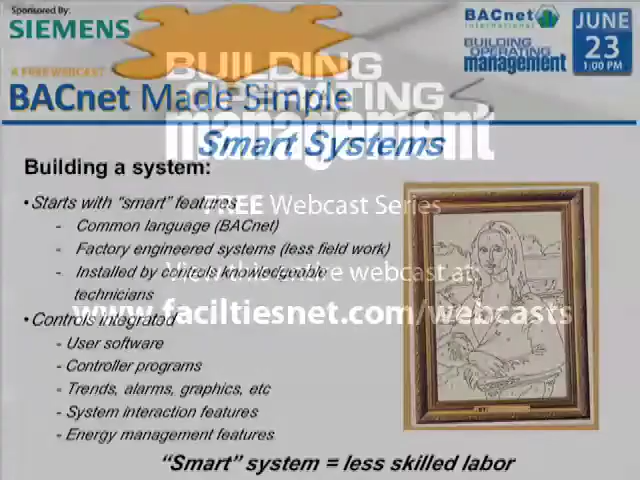 Sponsored By:
SIEMENS
A FREE WEBCAST
BACnet Made Simple
BACnet
International
BUILDING
OPERATING
management
JUNE
23
1:00 PM
BUILDING
OPERATING
management
Smart Systems
Building a system:
•Starts with “smart” features
FREE Webcast Series
- Common language (BACnet)
- Factory engineered systems (less field work)
- Installed by controls knowledgeable
technicians
View this entire webcast at:
www.faciltiesnet.com/webcasts
•Controls integrated
- User software
- Controller programs
- Trends, alarms, graphics, etc
- System interaction features
- Energy management features
“Smart” system = less skilled labor